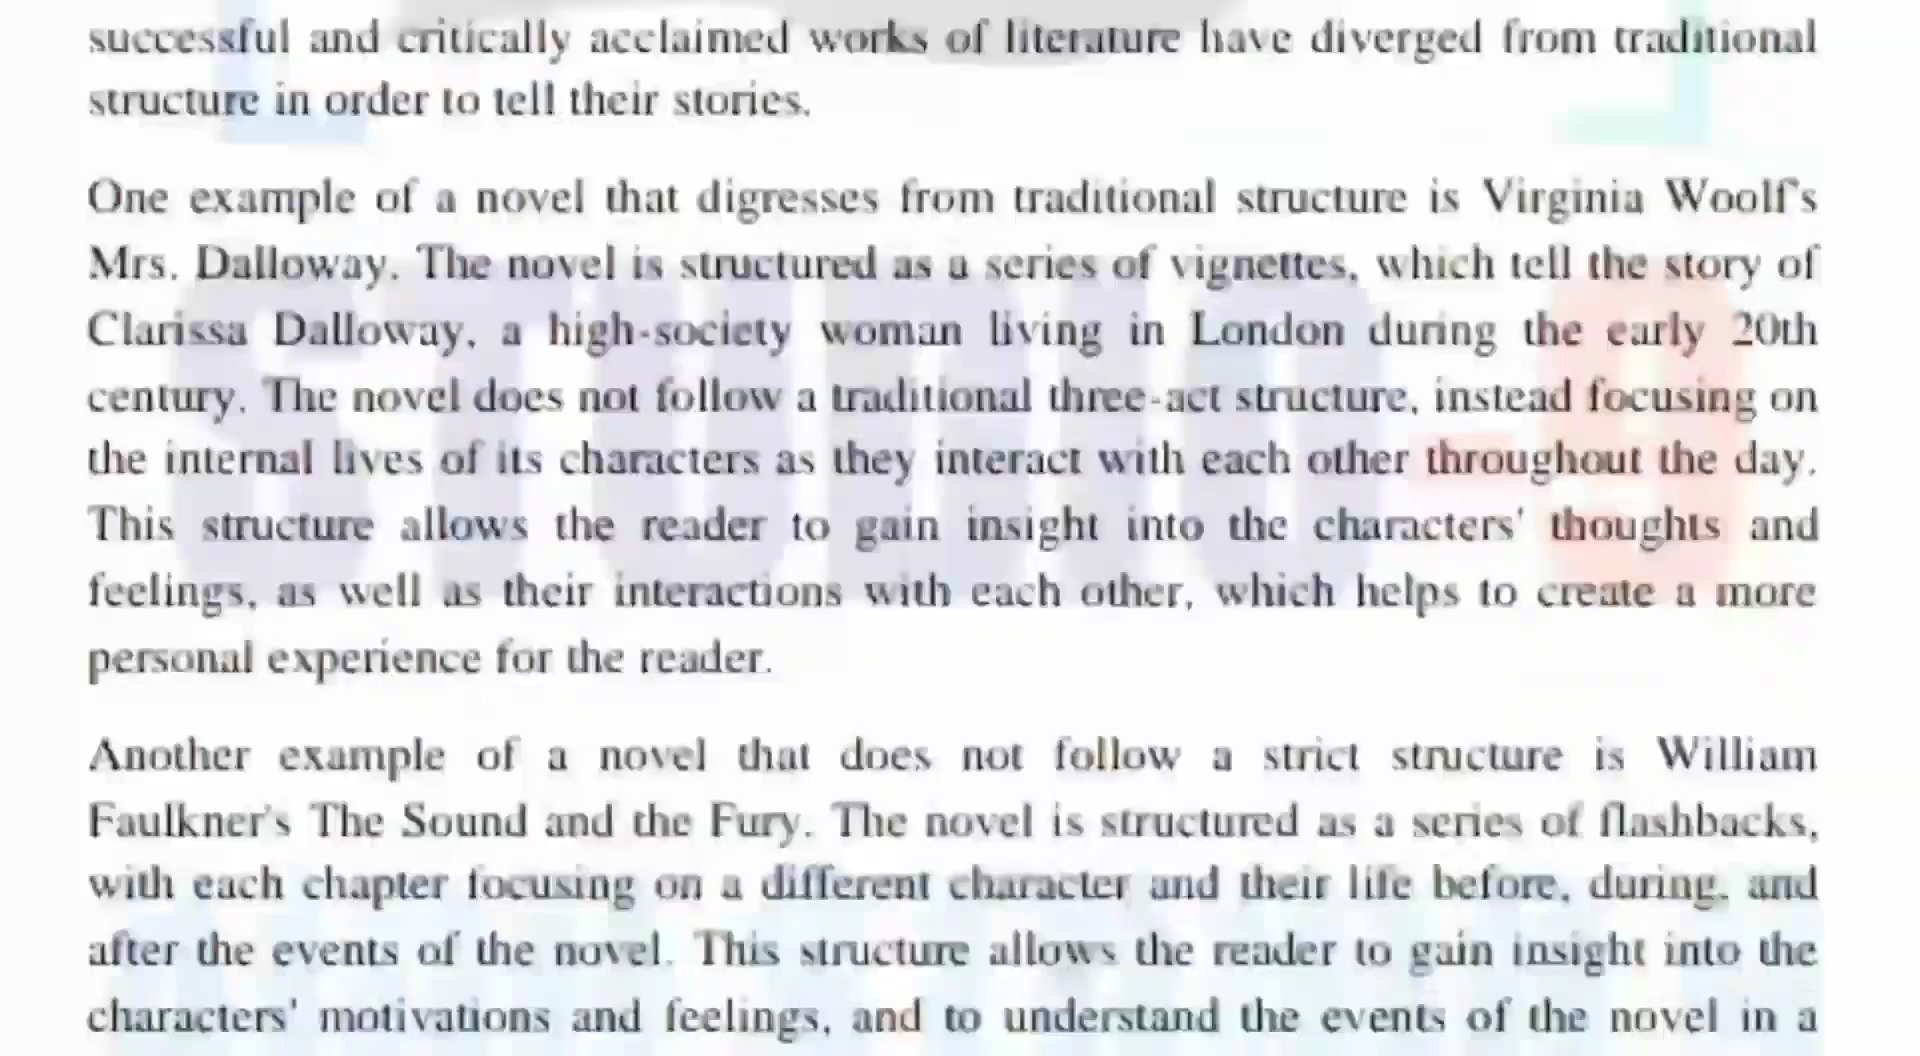 successful and critically acclaimed works of literature have diverged from traditional
structure in order to tell their stories.
One example of a novel that digresses from traditional structure is Virginia Woolf's
Mrs. Dalloway. The novel is structured as a series of vignettes, which tell the story of
Clarissa Dalloway, a high-society woman living in London during the early 20th
century. The novel does not follow a traditional three-act structure, instead focusing on
the internal lives of its characters as they interact with each other throughout the day.
This structure allows the reader to gain insight into the characters' thoughts and
feelings, as well as their interactions with each other, which helps to create a more
personal experience for the reader.
Another example of a novel that does not follow a strict structure is William
Faulkner's The Sound and the Fury. The novel is structured as a series of flashbacks,
with each chapter focusing on a different character and their life before, during, and
after the events of the novel. This structure allows the reader to gain insight into the
characters' motivations and feelings, and to understand the events of the novel in a
STUDIO-9